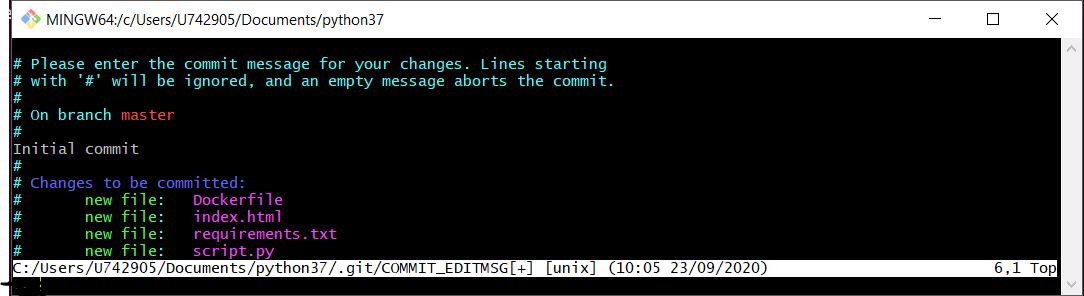 MINGW64:/c/Users/U742905/Documents/python37
# Please enter the commit message for your changes. Lines starting
# with '#' will be ignored, and an empty message aborts the commit.
#
# On branch master
#
Initial commit
#
# Changes to be committed:
#       new file:   Dockerfile
#       new file:   index.html
#       new file:   requirements.txt
#       new file:   script.py
C:/Users/U742905/Documents/python37/.git/COMMIT_EDITMSG[+] [unix] (10:05 23/09/2020) 6,1 Top